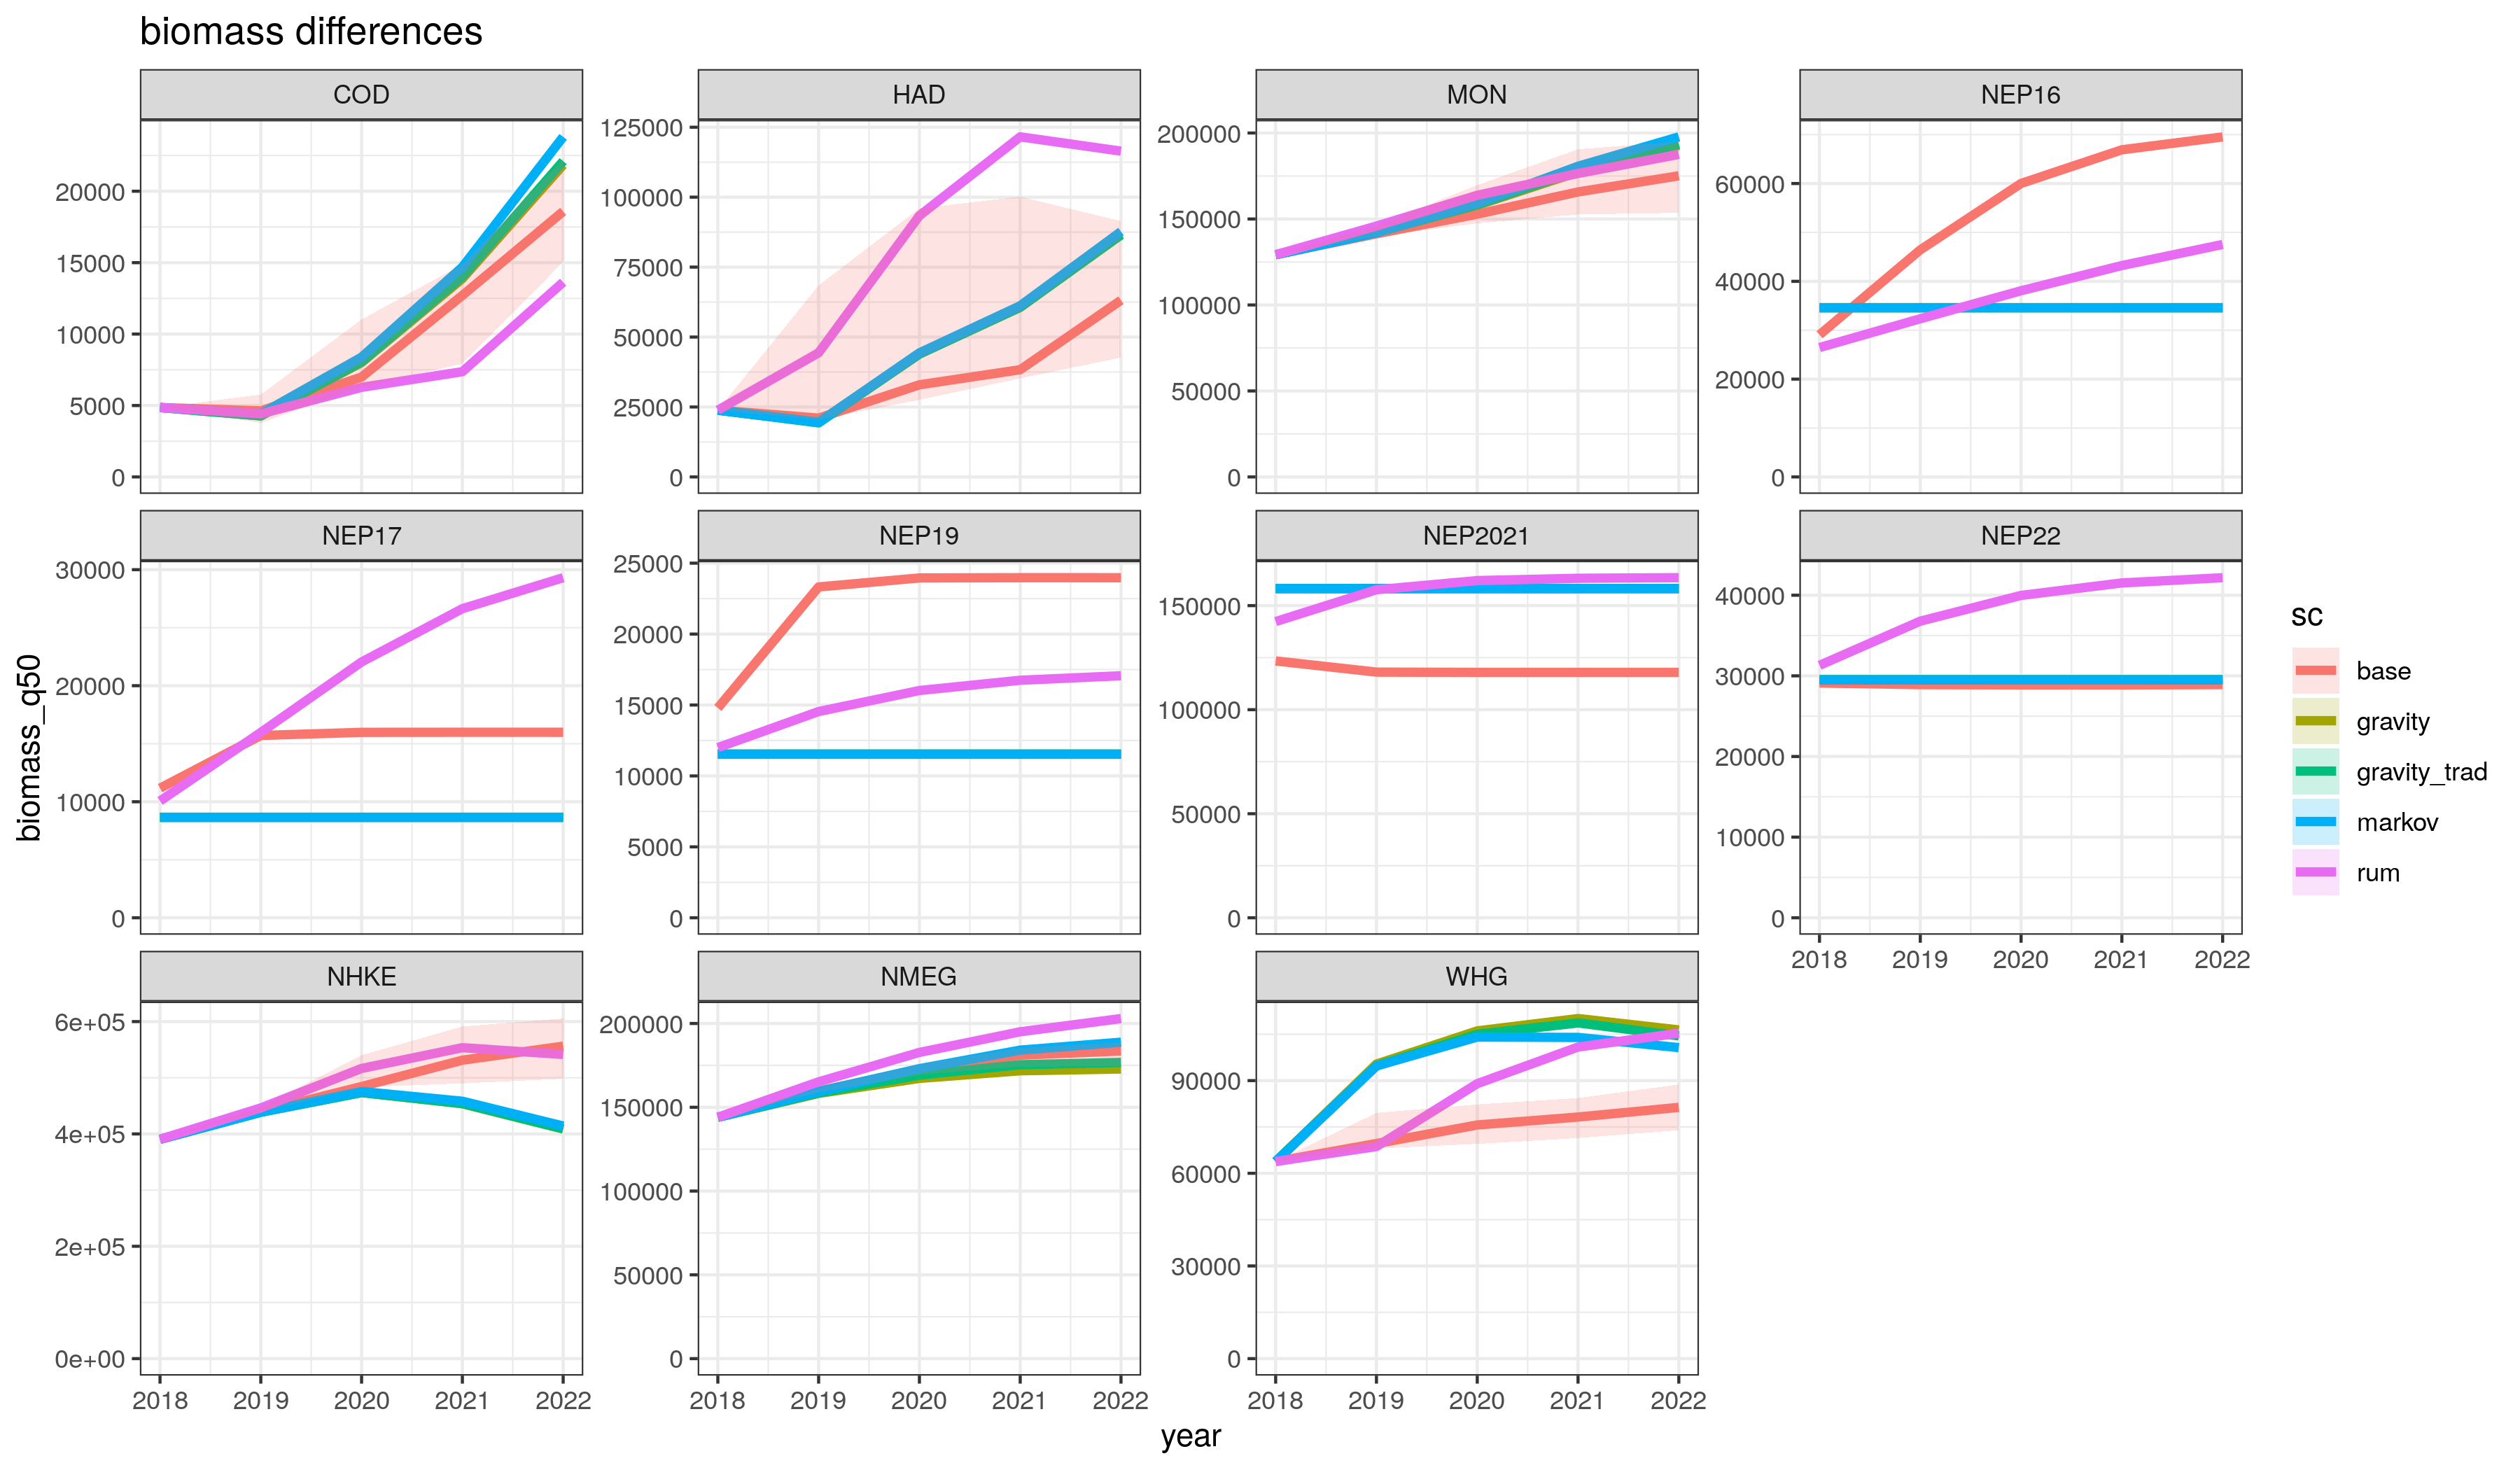 biomass differences
COD
HAD
MON
NEP16
20000
15000
10000
5000
0
125000
100000
75000
50000
25000
0
200000
150000
100000
50000
0
60000
40000
20000
0
NEP17
NEP19
NEP2021
NEP22
30000
20000
10000
0
25000
20000
15000
10000
5000
0
150000
100000
50000
0
40000
30000
20000
10000
0
2018 2019 2020 2021 2022
NHKE
NMEG
WHG
6e+05
4e+05
2e+05
0e+00
200000
150000
100000
50000
0
90000
60000
30000
0
2018 2019 2020 2021 2022
2018 2019 2020 2021 2022
2018 2019 2020 2021 2022
year
biomass_q50
sc
base
gravity
gravity_trad
markov
rum